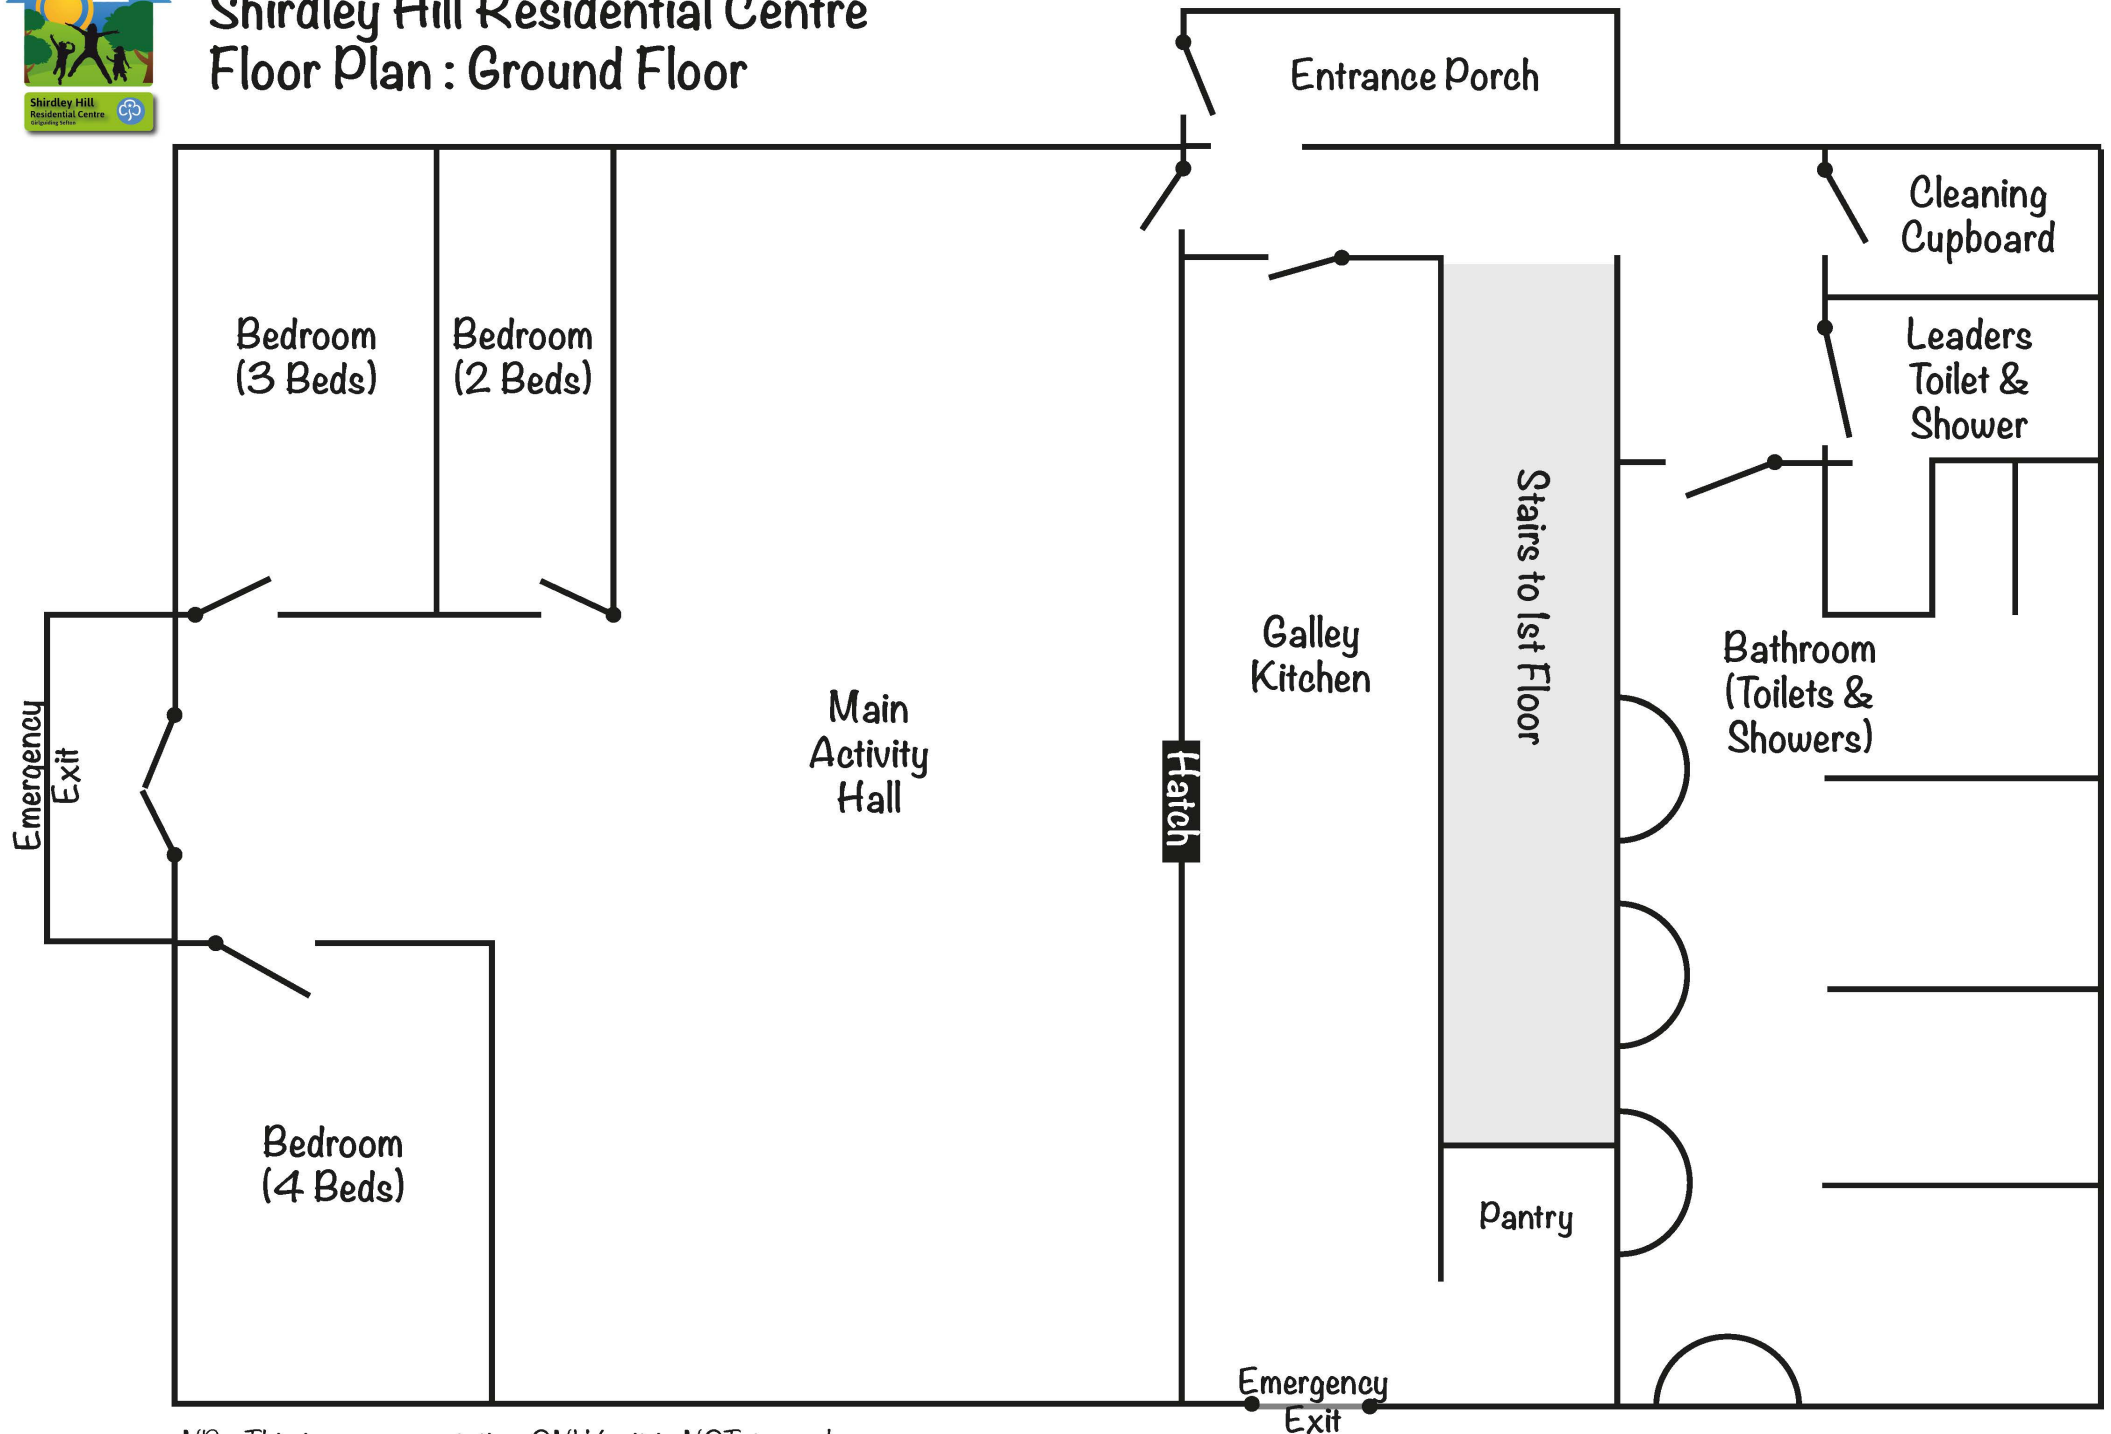 Shirdley Hill Residential Centre
Floor Plan : Ground Floor
Shirdley Hill
Residential Centre
Girlguiding Sefton
Entrance Porch
Cleaning
Cupboard
Bedroom
(3 Beds)
Bedroom
(2 Beds)
Leaders
Toilet &
Shower
Stairs to 1st Floor
Galley
Kitchen
Bathroom
(Toilets &
Showers)
Emergency
Exit
Main
Activity
Hall
Hatch
Bedroom
(4 Beds)
Pantry
Emergency
Exit